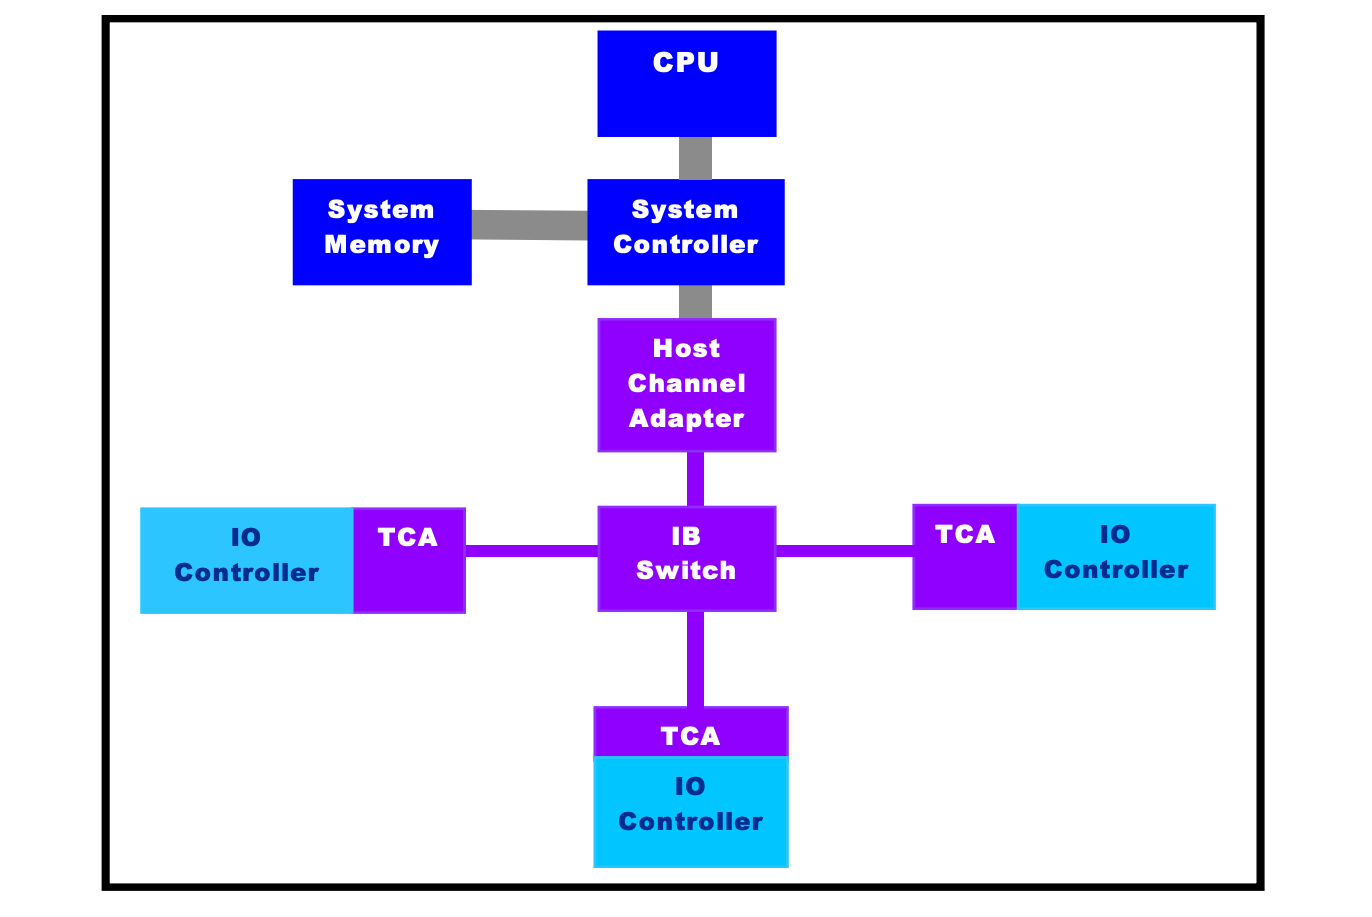 CPU
System
Memory
System
Controller
Host
Channel
Adapter
IO
Controller
TCA
IB
Switch
TCA
IO
Controller
TCA
IO
Controller